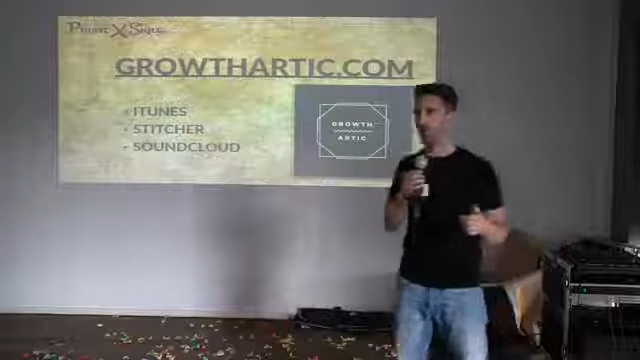 GROWTHARTIC.COM
ITUNES
STITCHER
SOUNDCLOUD
GROWTH
ARTIC